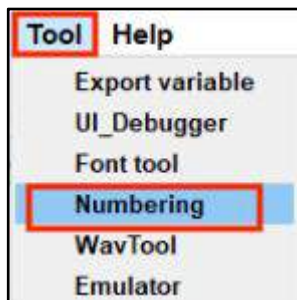 Tool Help
Export variable
UI_Debugger
Font tool
Numbering
WavTool
Emulator